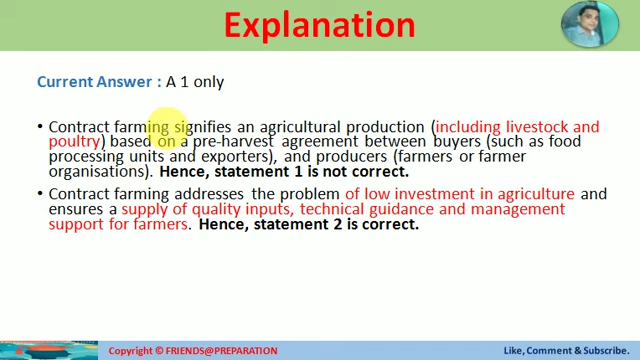 Explanation
Current Answer : A 1 only
• Contract farming signifies an agricultural production (including livestock and
poultry) based on a pre-harvest agreement between buyers (such as food
processing units and exporters), and producers (farmers or farmer
organisations). Hence, statement 1 is not correct.
• Contract farming addresses the problem of low investment in agriculture and
ensures a supply of quality inputs, technical guidance and management
support for farmers. Hence, statement 2 is correct.
Copyright © FRIENDS@PREPARATION
Like, Comment & Subscribe.